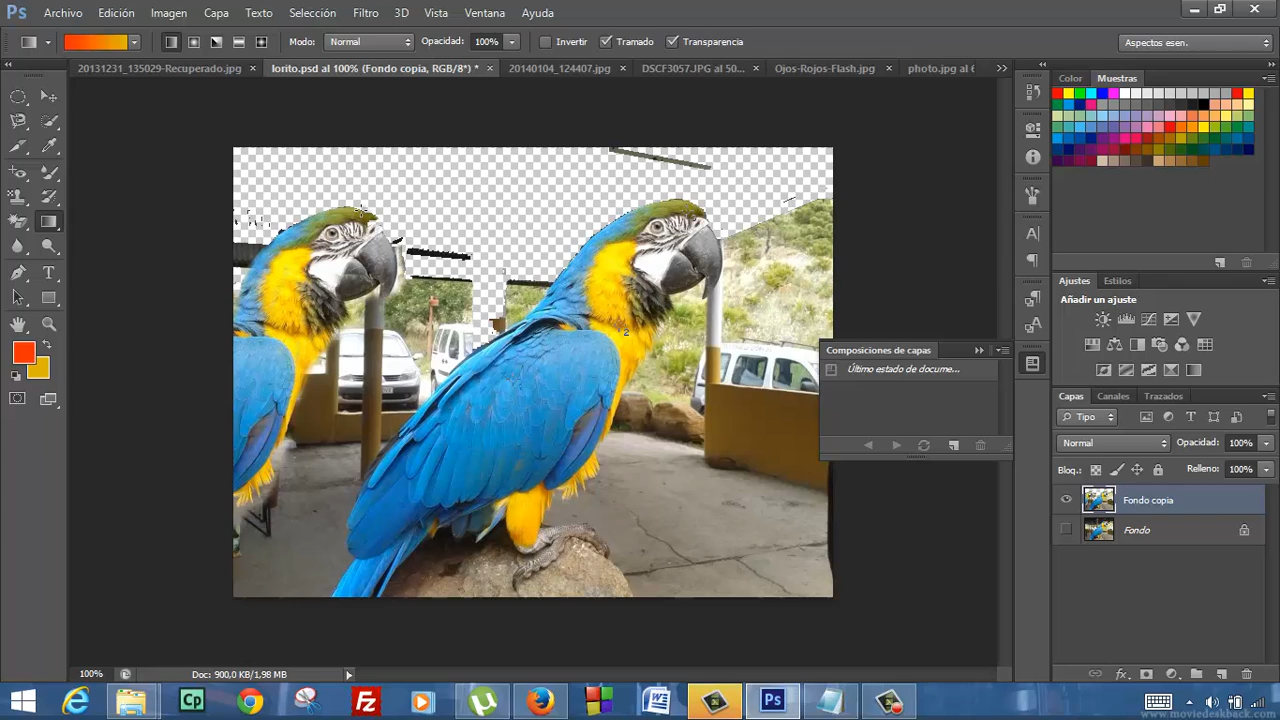 Ps Archivo Edición Imagen Capa Texto Selección Filtro 3D Vista Ventana Ayuda
Modo: Normal Opacidad: 100% Invertir Tramado Transparencia Aspectos esen.
20131231_135029-Recuperado.jpg × lorito.psd al 100% (Fondo copia, RGB/8*) * × 20140104_124407.jpg × DSCF3057.JPG al 50... × Ojos-Rojos-Flash.jpg × photo.jpg al 6
Color Muestras
Ajustes Estilos
Añadir un ajuste
Composiciones de capas
Último estado de docume...
Capas Canales Trazados
Tipo
Normal Opacidad: 100%
Bloq.: Relleno: 100%
Fondo copia
Fondo
100% Doc: 900,0 KB/1,98 MB
Cp Fz W Ps
www.moviedeakback.com